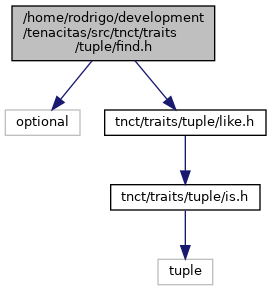 /home/rodrigo/development
/tenacitas/src/tnct/traits
/tuple/find.h
optional
tnct/traits/tuple/like.h
tnct/traits/tuple/is.h
tuple